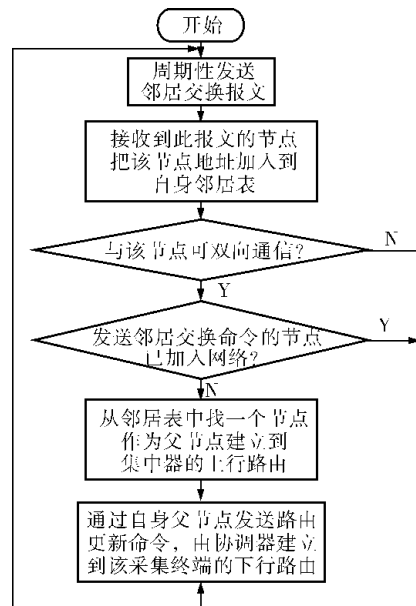 开始
周期性发送
邻居交换报文
接收到此报文的节点
把该节点地址加入到
自身邻居表
与该节点可双向通信?
N
Y
发送邻居交换命令的节点
已加入网络?
Y
N
从邻居表中找一个节点
作为父节点建立到
集中器的上行路由
通过自身父节点发送路由
更新命令,由协调器建立
到该采集终端的下行路由